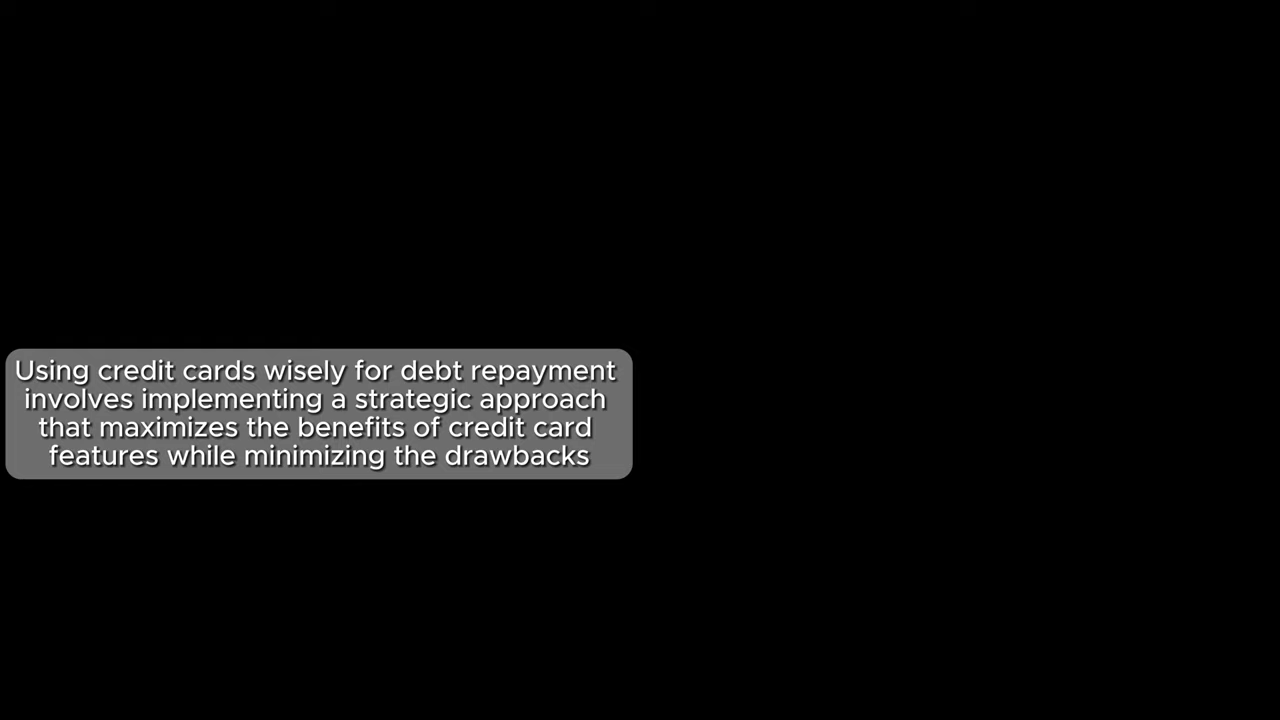 Using credit cards wisely for debt repayment
involves implementing a strategic approach
that maximizes the benefits of credit card
features while minimizing the drawbacks